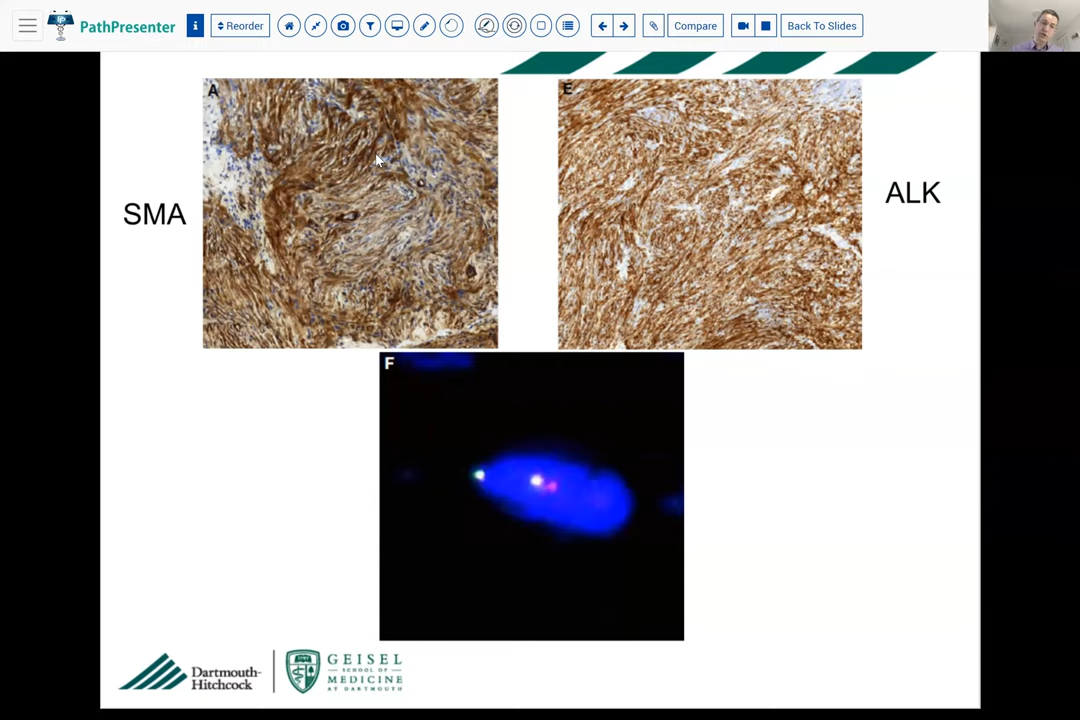 PathPresenter
i
Reorder
Compare
Back To Slides
A
E
SMA
ALK
F
Dartmouth-
Hitchcock
GEISEL
SCHOOL OF
MEDICINE
AT DARTMOUTH